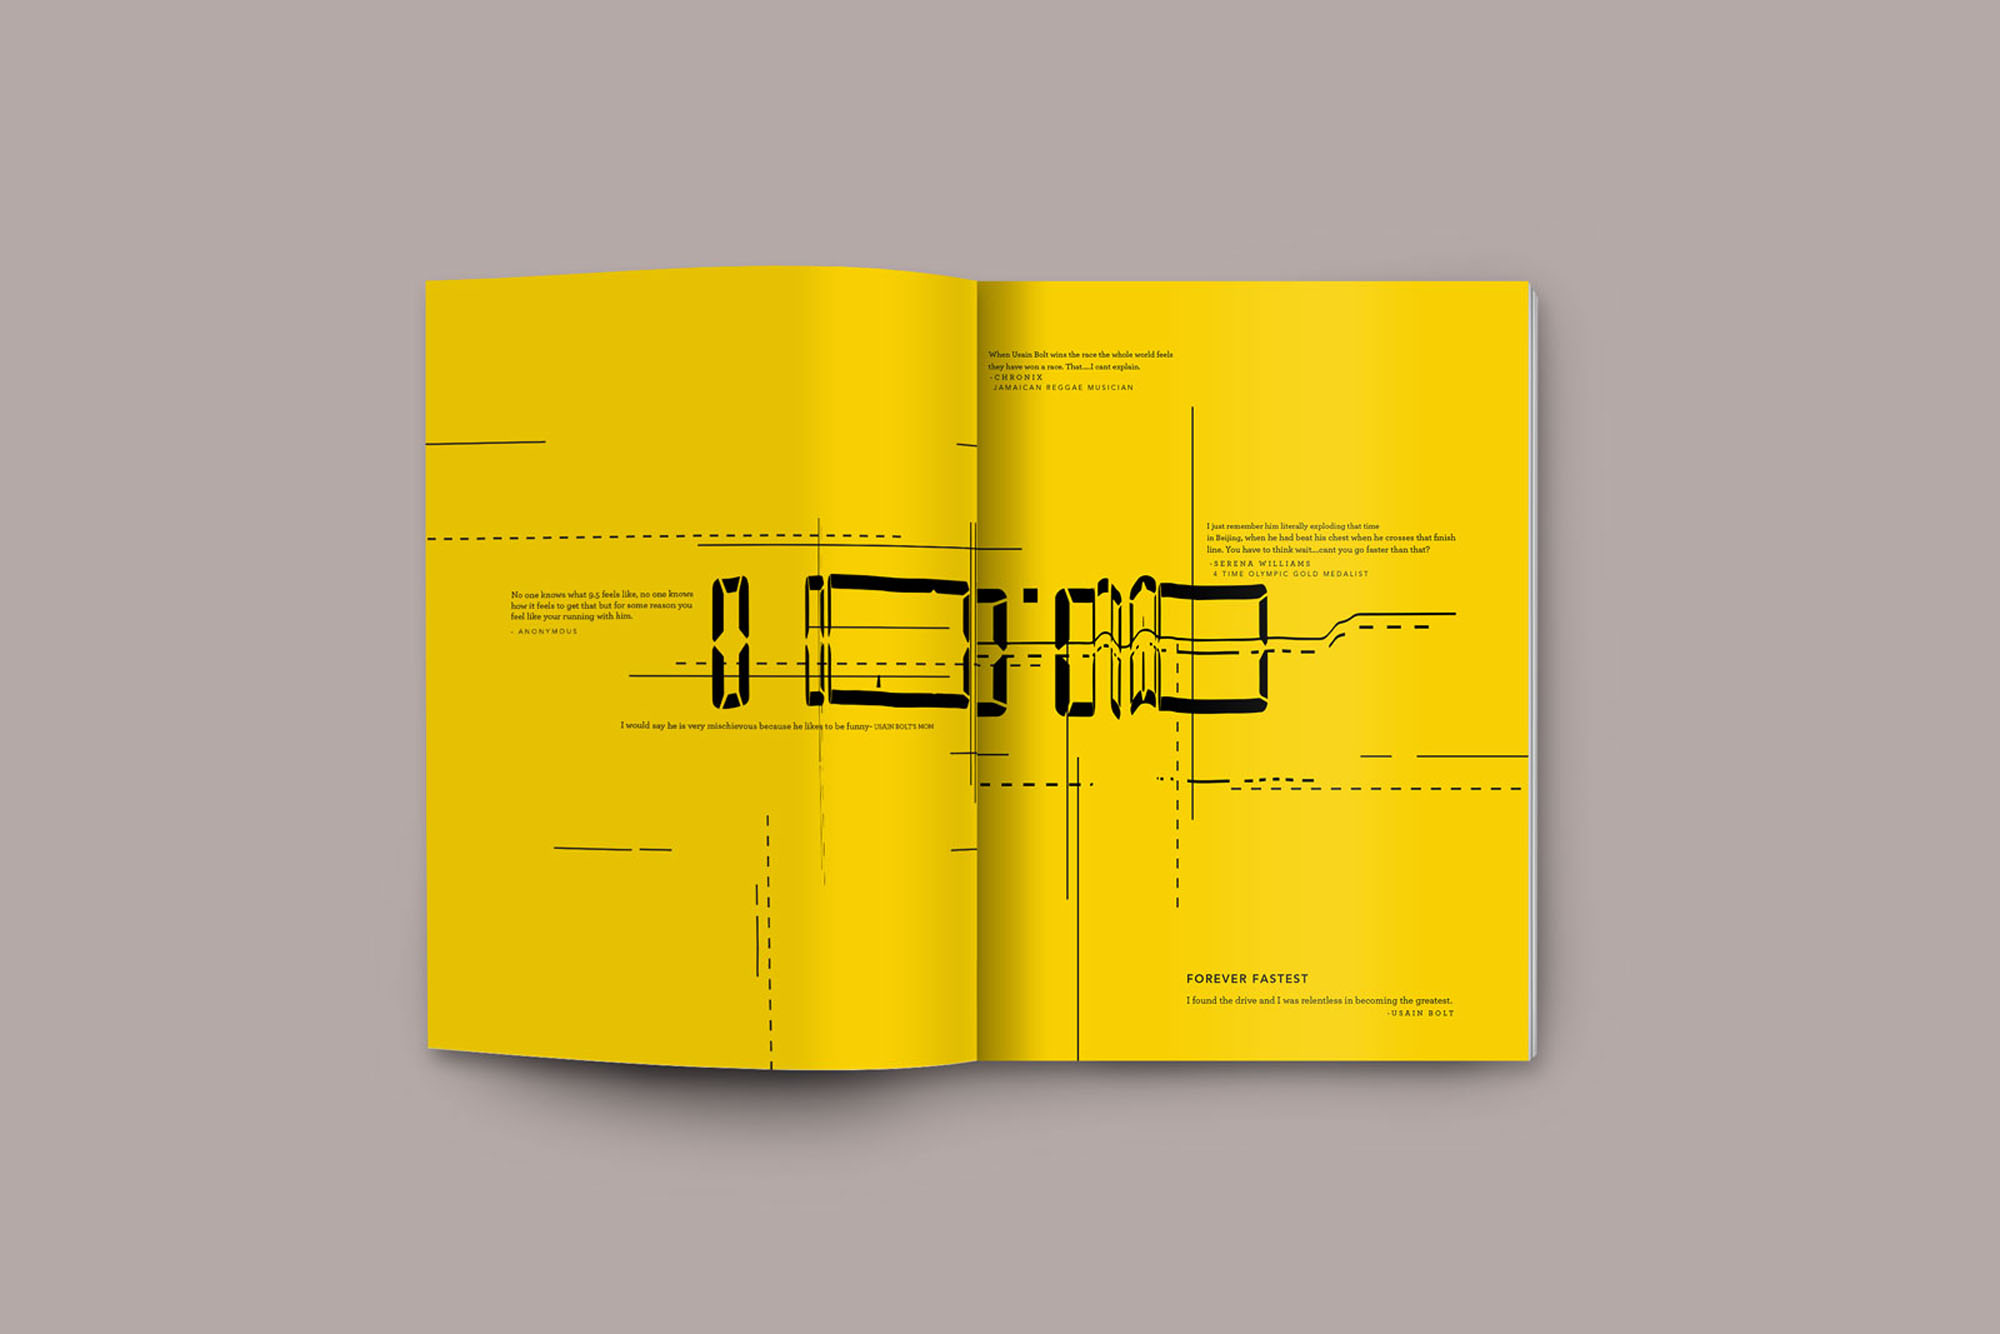 No one knows what 9.5 feels like, no one knows
how it feels to get that but for some reason you
feel like your running with him.
- ANONYMOUS
I would say he is very mischievous because he likes to be funny- USAIN BOLT'S MOM
When Usain Bolt wins the race the whole world feels
they have won a race. That....I cant explain.
-CHRONIX
JAMAICAN REGGAE MUSICIAN
I just remember him literally exploding that time
in Beijing, when he had beat his chest when he crosses that finish
line. You have to think wait...cant you go faster than that?
-SERENA WILLIAMS
4 TIME OLYMPIC GOLD MEDALIST
FOREVER FASTEST
I found the drive and I was relentless in becoming the greatest.
-USAIN BOLT